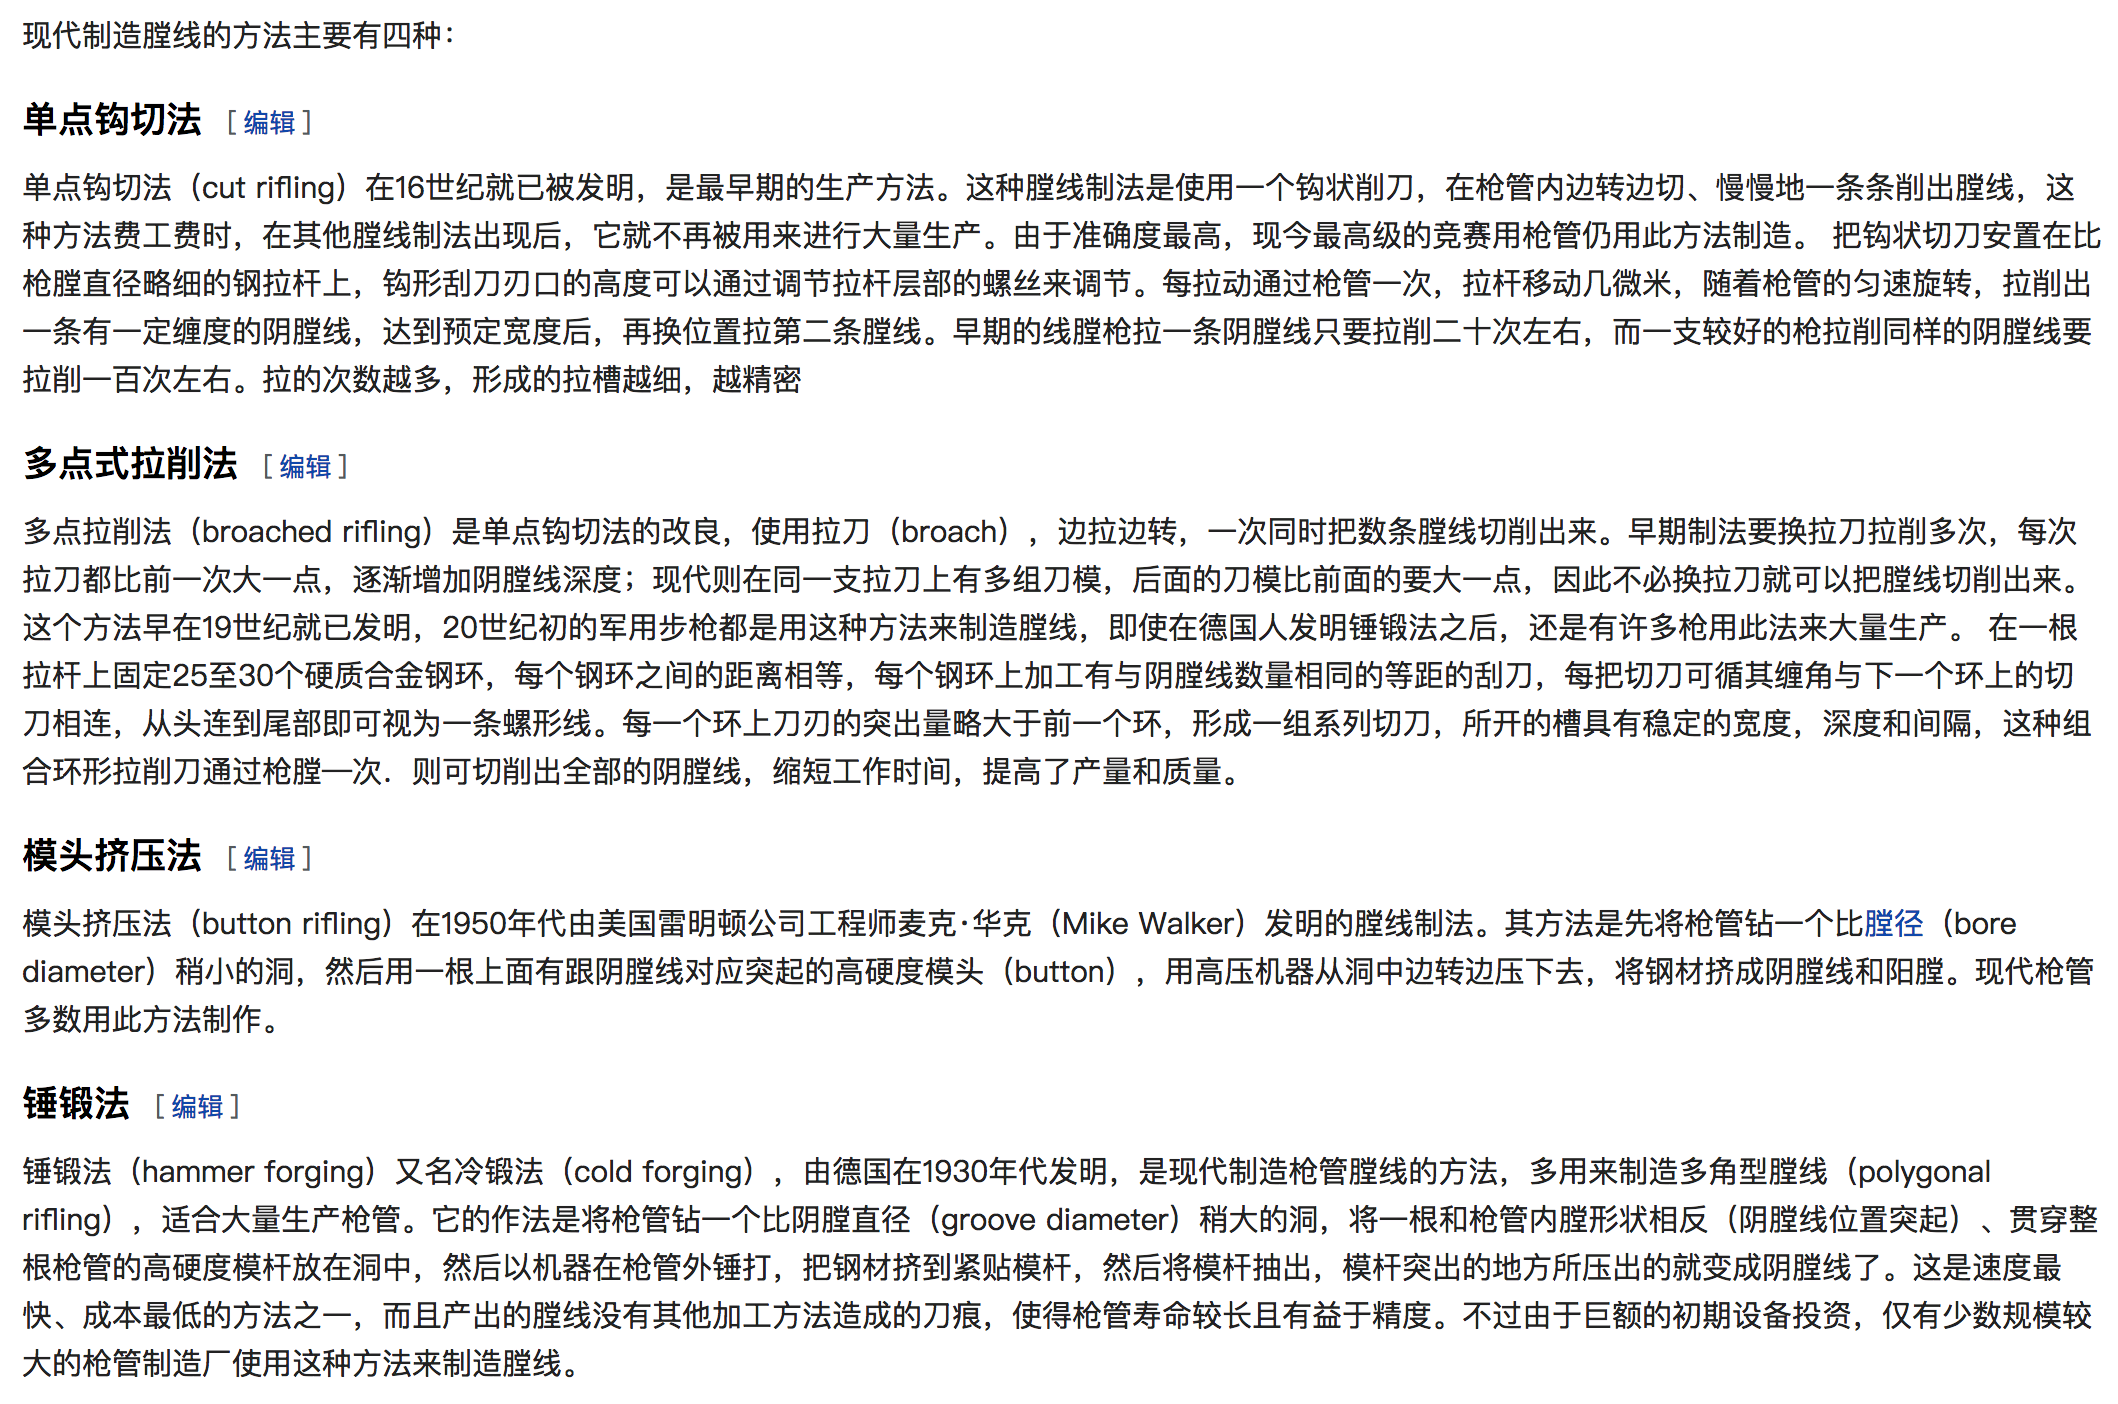 现代制造膛线的方法主要有四种：
单点钩切法 [ 编辑 ]
单点钩切法（cut rifling）在16世纪就已被发明，是最早期的生产方法。这种膛线制法是使用一个钩状削刀，在枪管内边转边切、慢慢地一条条削出膛线，这
种方法费工费时，在其他膛线制法出现后，它就不再被用来进行大量生产。由于准确度最高，现今最高级的竞赛用枪管仍用此方法制造。 把钩状切刀安置在比
枪膛直径略细的钢拉杆上，钩形刮刀刃口的高度可以通过调节拉杆层部的螺丝来调节。每拉动通过枪管一次，拉杆移动几微米，随着枪管的匀速旋转，拉削出
一条有一定缠度的阴膛线，达到预定宽度后，再换位置拉第二条膛线。早期的线膛枪拉一条阴膛线只要拉削二十次左右，而一支较好的枪拉削同样的阴膛线要
拉削一百次左右。拉的次数越多，形成的拉槽越细，越精密
多点式拉削法 [ 编辑 ]
多点拉削法（broached rifling）是单点钩切法的改良，使用拉刀（broach），边拉边转，一次同时把数条膛线切削出来。早期制法要换拉刀拉削多次，每次
拉刀都比前一次大一点，逐渐增加阴膛线深度；现代则在同一支拉刀上有多组刀模，后面的刀模比前面的要大一点，因此不必换拉刀就可以把膛线切削出来。
这个方法早在19世纪就已发明，20世纪初的军用步枪都是用这种方法来制造膛线，即使在德国人发明锤锻法之后，还是有许多枪用此法来大量生产。 在一根
拉杆上固定25至30个硬质合金钢环，每个钢环之间的距离相等，每个钢环上加工有与阴膛线数量相同的等距的刮刀，每把切刀可循其缠角与下一个环上的切
刀相连，从头连到尾部即可视为一条螺形线。每一个环上刀刃的突出量略大于前一个环，形成一组系列切刀，所开的槽具有稳定的宽度，深度和间隔，这种组
合环形拉削刀通过枪膛—次．则可切削出全部的阴膛线，缩短工作时间，提高了产量和质量。
模头挤压法 [ 编辑 ]
模头挤压法（button rifling）在1950年代由美国雷明顿公司工程师麦克·华克（Mike Walker）发明的膛线制法。其方法是先将枪管钻一个比膛径（bore
diameter）稍小的洞，然后用一根上面有跟阴膛线对应突起的高硬度模头（button），用高压机器从洞中边转边压下去，将钢材挤成阴膛线和阳膛。现代枪管
多数用此方法制作。
锤锻法 [ 编辑 ]
锤锻法（hammer forging）又名冷锻法（cold forging），由德国在1930年代发明，是现代制造枪管膛线的方法，多用来制造多角型膛线（polygonal
rifling），适合大量生产枪管。它的作法是将枪管钻一个比阴膛直径（groove diameter）稍大的洞，将一根和枪管内膛形状相反（阴膛线位置突起）、贯穿整
根枪管的高硬度模杆放在洞中，然后以机器在枪管外锤打，把钢材挤到紧贴模杆，然后将模杆抽出，模杆突出的地方所压出的就变成阴膛线了。这是速度最
快、成本最低的方法之一，而且产出的膛线没有其他加工方法造成的刀痕，使得枪管寿命较长且有益于精度。不过由于巨额的初期设备投资，仅有少数规模较
大的枪管制造厂使用这种方法来制造膛线。